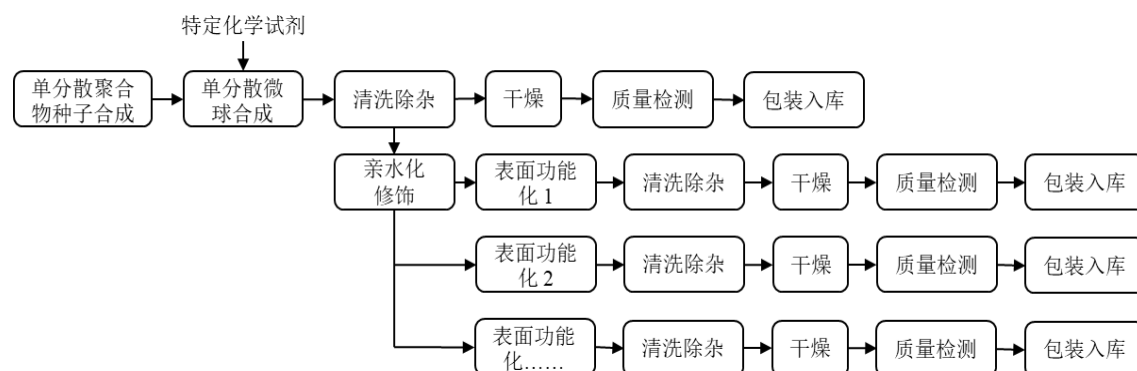 特定化学试剂
单分散聚合
物种子合成
单分散微
球合成
清洗除杂
干燥
质量检测
包装入库
亲水化
修饰
表面功能
化 1
清洗除杂
干燥
质量检测
包装入库
表面功能
化 2
清洗除杂
干燥
质量检测
包装入库
表面功能
化……
清洗除杂
干燥
质量检测
包装入库